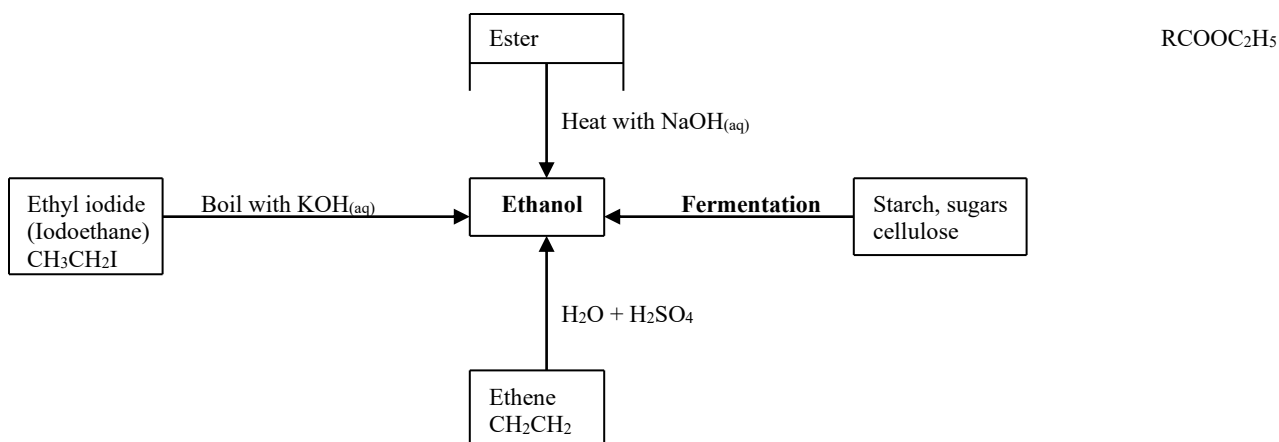 Ester
RCOOC₂H₅
Heat with NaOH₍aq₎
Ethyl iodide
(Iodoethane)
CH₃CH₂I
Boil with KOH₍aq₎
Ethanol
Fermentation
Starch, sugars
cellulose
H₂O + H₂SO₄
Ethene
CH₂CH₂